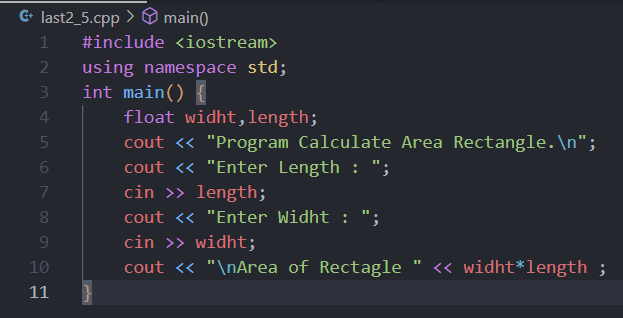 last2_5.cpp > main()
1 #include <iostream>
2 using namespace std;
3 int main() {
4 float widht,length;
5 cout << "Program Calculate Area Rectangle.\n";
6 cout << "Enter Length : ";
7 cin >> length;
8 cout << "Enter Widht : ";
9 cin >> widht;
10 cout << "\nArea of Rectagle " << widht*length ;
11 }